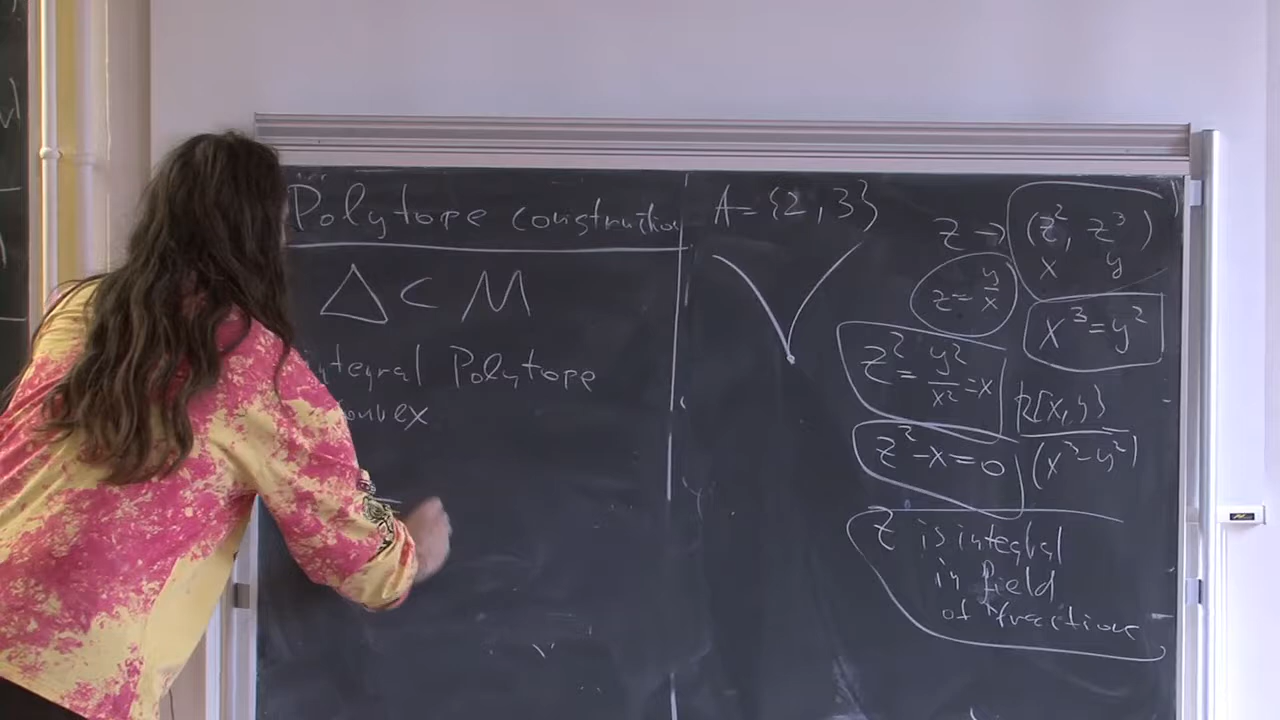 Polytope construction
Δ ⊂ M
integral Polytope
convex
A = {2, 3}
z → (z², z³)
x y
z = y/x
x³ = y²
z² = y²/x² = x
k[x, y]
(x³ - y²)
z² - x = 0
z is integral
in field
of fractions